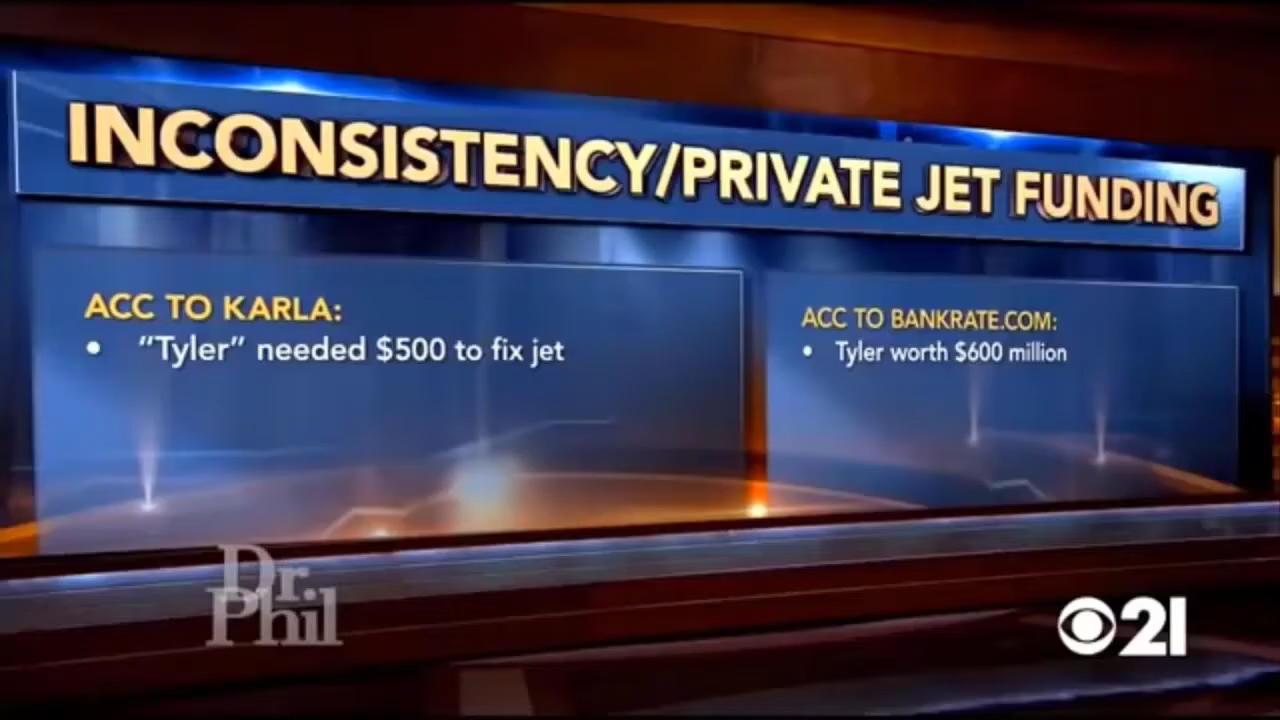 INCONSISTENCY/PRIVATE JET FUNDING
ACC TO KARLA:
• “Tyler” needed $500 to fix jet
ACC TO BANKRATE.COM:
• Tyler worth $600 million
Dr.
Phil
21